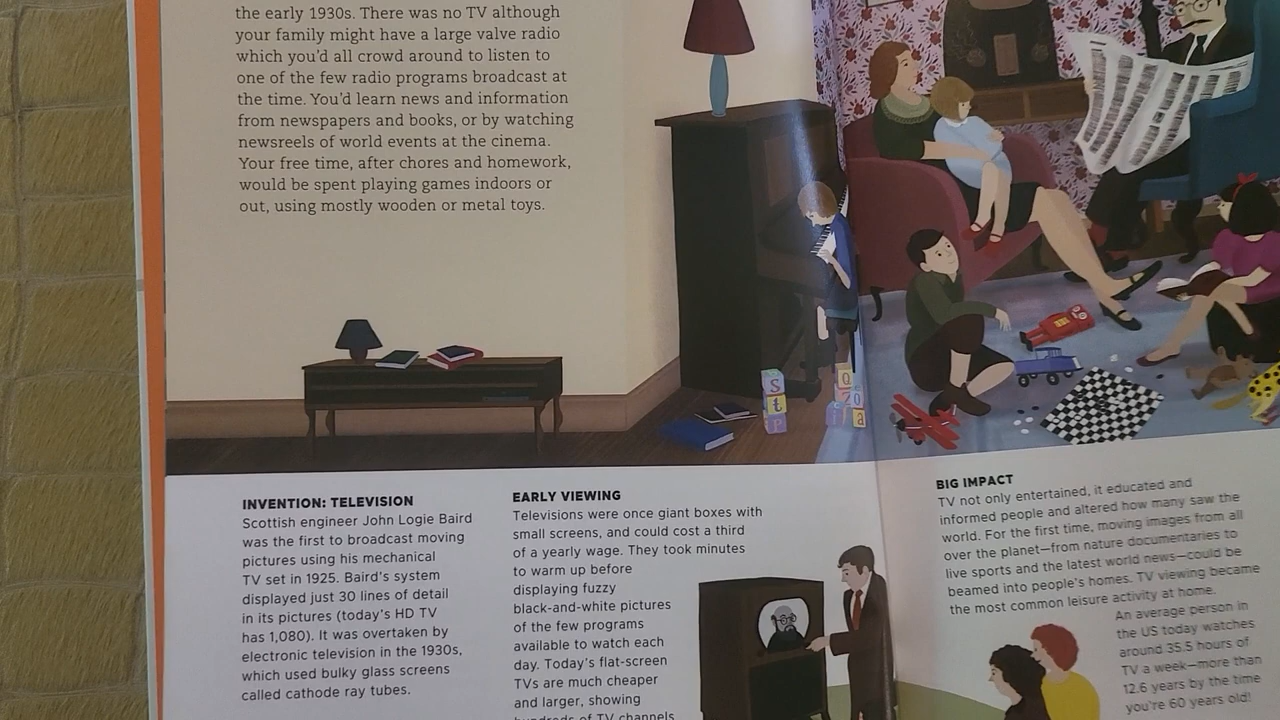 the early 1930s. There was no TV although
your family might have a large valve radio
which you'd all crowd around to listen to
one of the few radio programs broadcast at
the time. You'd learn news and information
from newspapers and books, or by watching
newsreels of world events at the cinema.
Your free time, after chores and homework,
would be spent playing games indoors or
out, using mostly wooden or metal toys.
S
t
P
Q
20
i a
INVENTION: TELEVISION
Scottish engineer John Logie Baird
was the first to broadcast moving
pictures using his mechanical
TV set in 1925. Baird's system
displayed just 30 lines of detail
in its pictures (today's HD TV
has 1,080). It was overtaken by
electronic television in the 1930s,
which used bulky glass screens
called cathode ray tubes.
EARLY VIEWING
Televisions were once giant boxes with
small screens, and could cost a third
of a yearly wage. They took minutes
to warm up before
displaying fuzzy
black-and-white pictures
of the few programs
available to watch each
day. Today's flat-screen
TVs are much cheaper
and larger, showing
hundreds of TV channels
BIG IMPACT
TV not only entertained, it educated and
informed people and altered how many saw the
world. For the first time, moving images from all
over the planet—from nature documentaries to
live sports and the latest world news—could be
beamed into people's homes. TV viewing became
the most common leisure activity at home.
An average person in
the US today watches
around 35.5 hours of
TV a week—more than
12.6 years by the time
you're 60 years old!